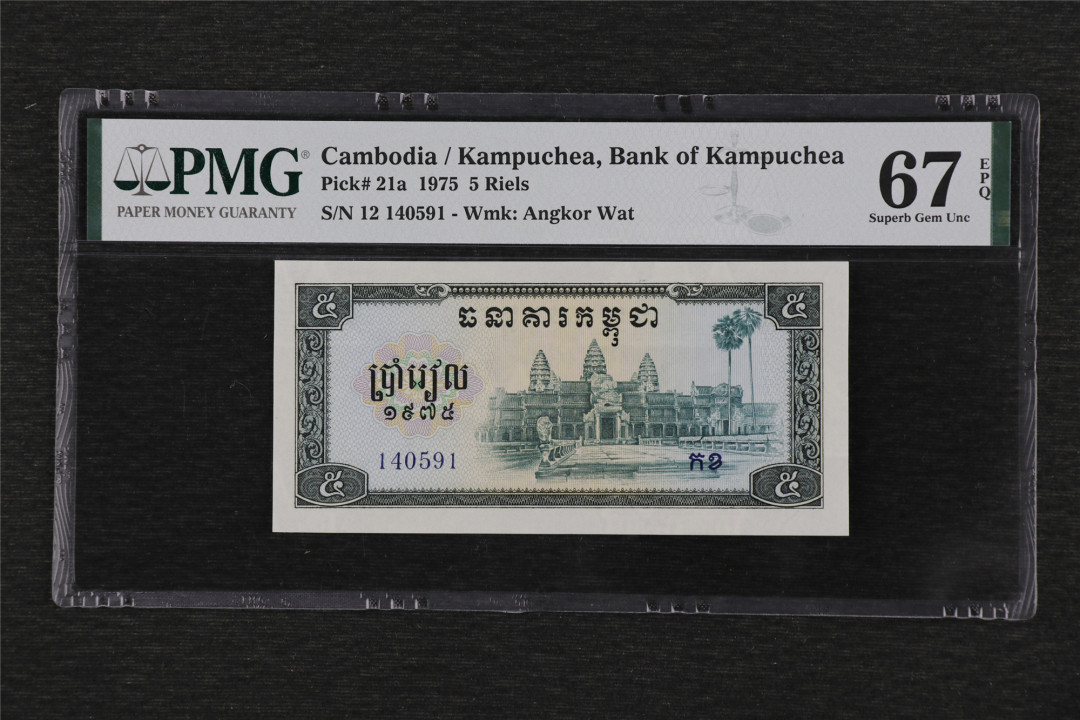 PMG®
PAPER MONEY GUARANTY
Cambodia / Kampuchea, Bank of Kampuchea
Pick# 21a 1975 5 Riels
S/N 12 140591 - Wmk: Angkor Wat
67
Superb Gem Unc
EPQ
៥ ៥
ធនាគារកម្ពុជា
ប្រាំរៀល
១៩៧៥
140591 កខ
៥ ៥